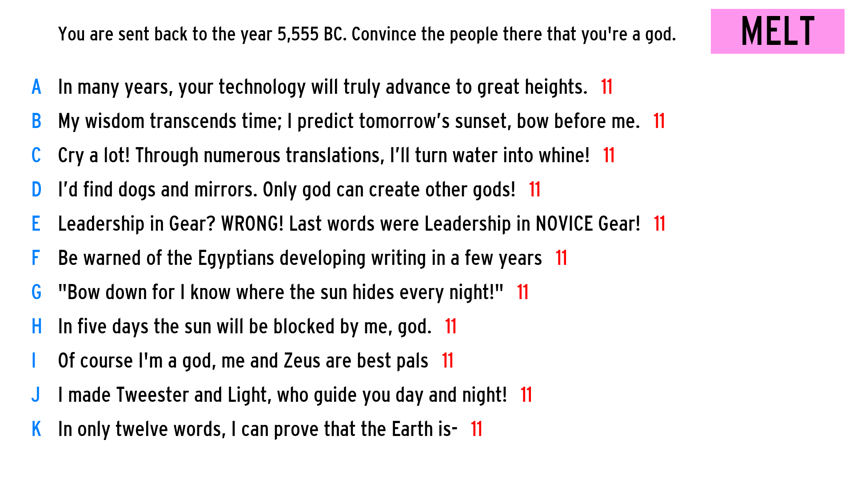 You are sent back to the year 5,555 BC. Convince the people there that you're a god.
MELT
A In many years, your technology will truly advance to great heights. 11
B My wisdom transcends time; I predict tomorrow’s sunset, bow before me. 11
C Cry a lot! Through numerous translations, I’ll turn water into whine! 11
D I’d find dogs and mirrors. Only god can create other gods! 11
E Leadership in Gear? WRONG! Last words were Leadership in NOVICE Gear! 11
F Be warned of the Egyptians developing writing in a few years 11
G "Bow down for I know where the sun hides every night!" 11
H In five days the sun will be blocked by me, god. 11
I Of course I'm a god, me and Zeus are best pals 11
J I made Tweester and Light, who guide you day and night! 11
K In only twelve words, I can prove that the Earth is- 11